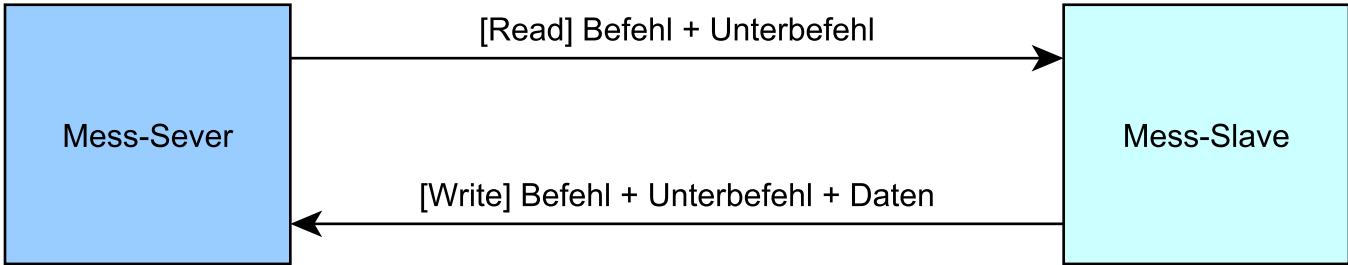 [Read] Befehl + Unterbefehl
Mess-Sever
Mess-Slave
[Write] Befehl + Unterbefehl + Daten